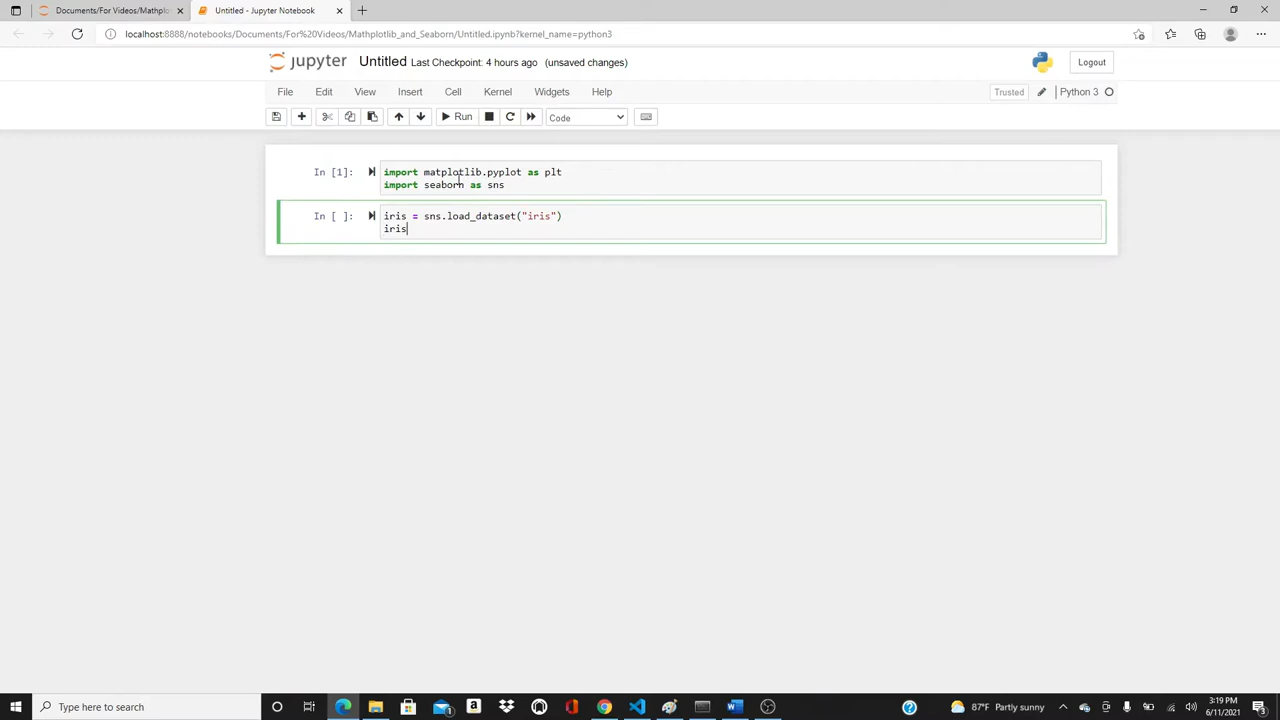 Documents/For Videos/Mathplot
Untitled - Jupyter Notebook
localhost:8888/notebooks/Documents/For%20Videos/Mathplotlib_and_Seaborn/Untitled.ipynb?kernel_name=python3
jupyter Untitled Last Checkpoint: 4 hours ago (unsaved changes)
Logout
File Edit View Insert Cell Kernel Widgets Help
Trusted Python 3
Run Code
In [1]: import matplotlib.pyplot as plt
import seaborn as sns
In [ ]: iris = sns.load_dataset("iris")
iris
Type here to search
87°F Partly sunny
3:19 PM
6/11/2021